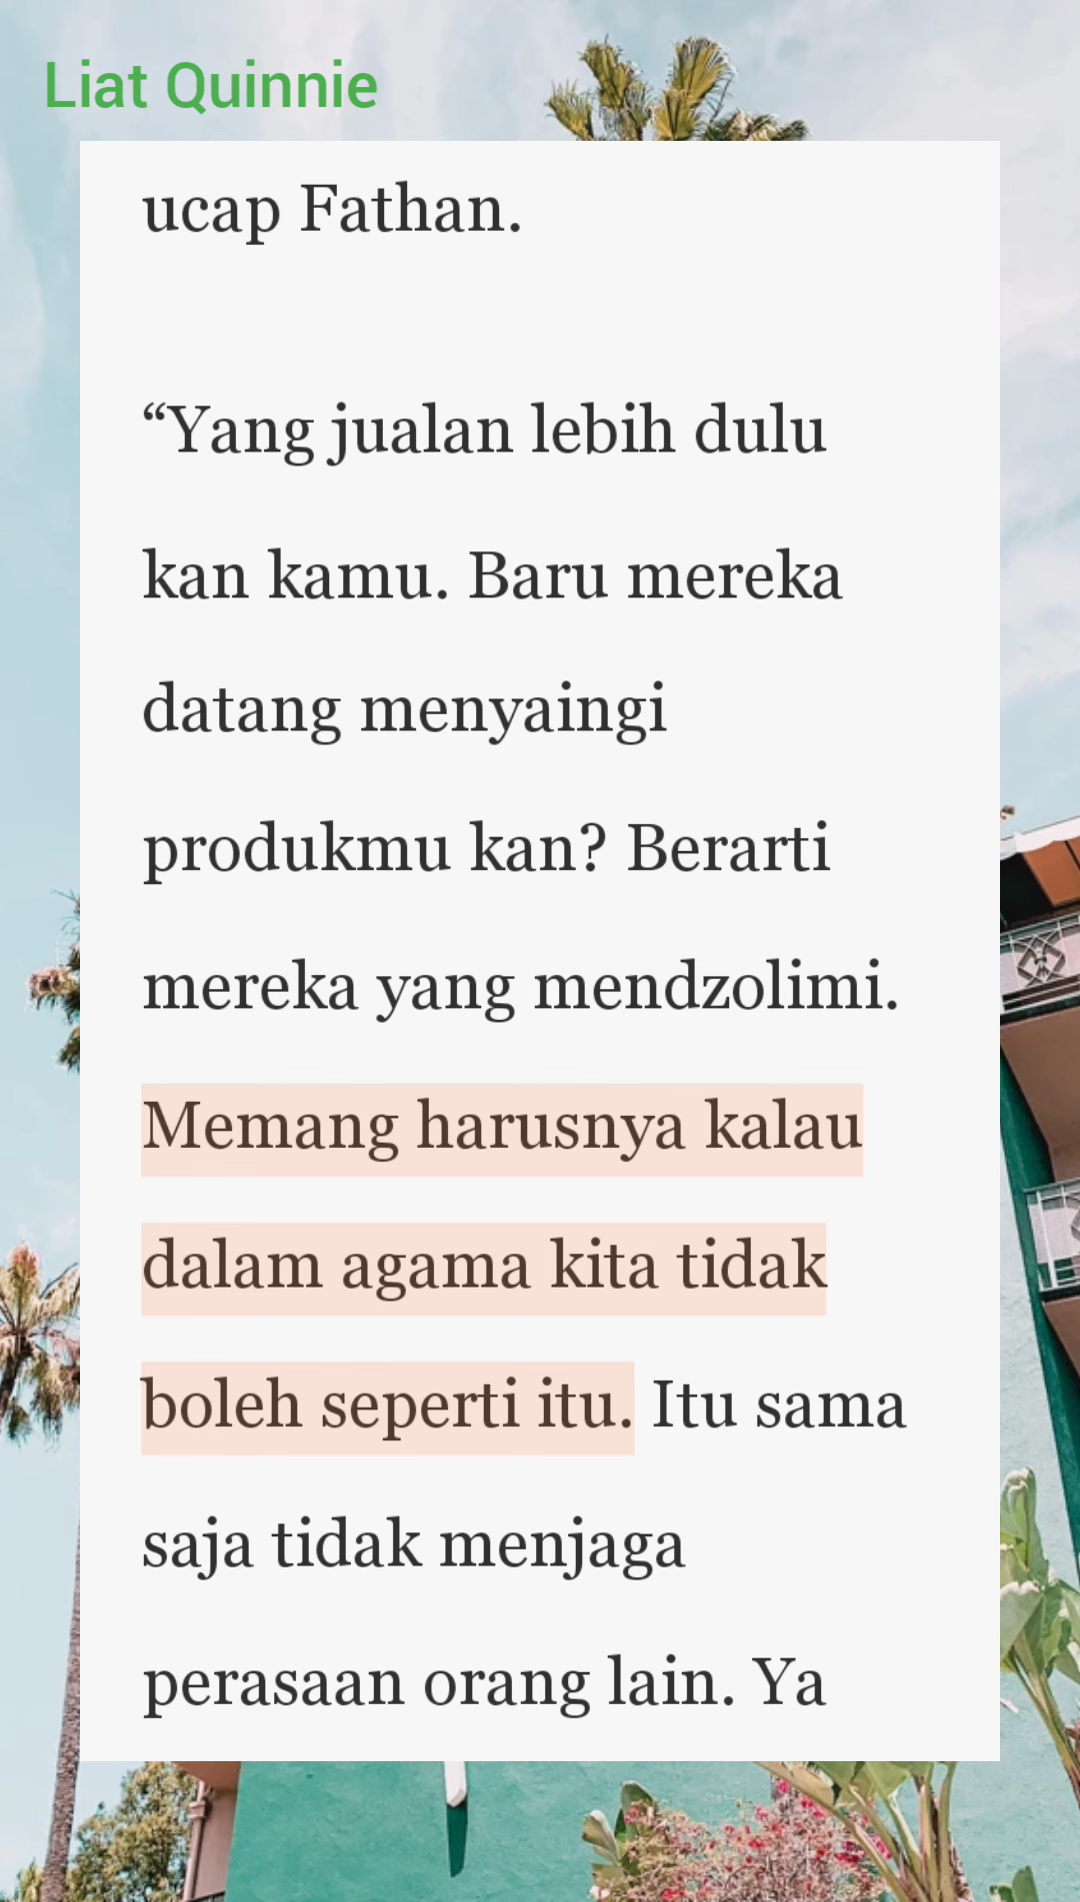 Liat Quinnie
ucap Fathan.
“Yang jualan lebih dulu
kan kamu. Baru mereka
datang menyaingi
produkmu kan? Berarti
mereka yang mendzolimi.
Memang harusnya kalau
dalam agama kita tidak
boleh seperti itu. Itu sama
saja tidak menjaga
perasaan orang lain. Ya